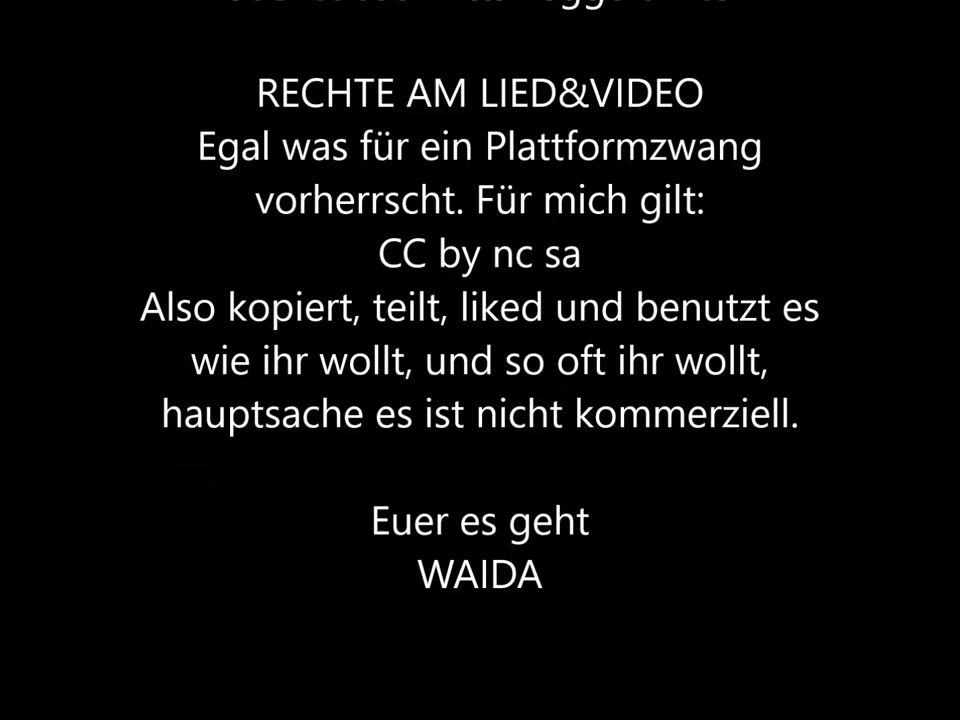 RECHTE AM LIED&VIDEO
Egal was für ein Plattformzwang
vorherrscht. Für mich gilt:
CC by nc sa
Also kopiert, teilt, liked und benutzt es
wie ihr wollt, und so oft ihr wollt,
hauptsache es ist nicht kommerziell.
Euer es geht
WAIDA